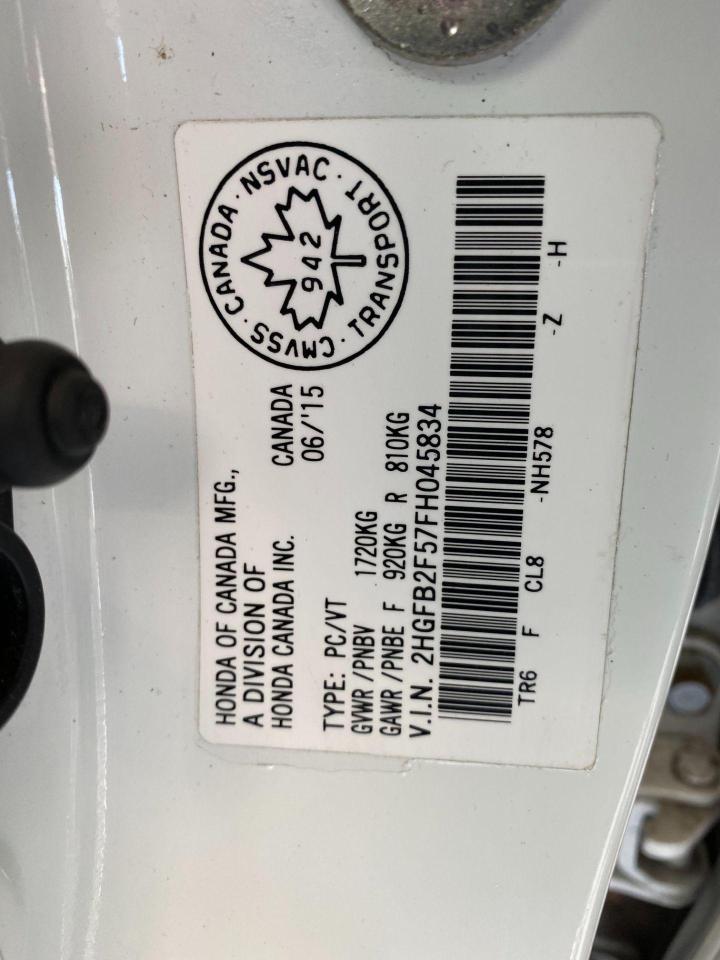 HONDA OF CANADA MFG.,
A DIVISION OF
HONDA CANADA INC.
CANADA
06/'15
CMVSS · CANADA · NSVAC · TRANSPORT ·
942
TYPE: PC/VT
GVWR/PNBV 1720KG
GAWR/PNBE F 920KG R 810KG
V.I.N. 2HGFB2F57FH045834
TR6 F CL8 -NH578 -Z -H